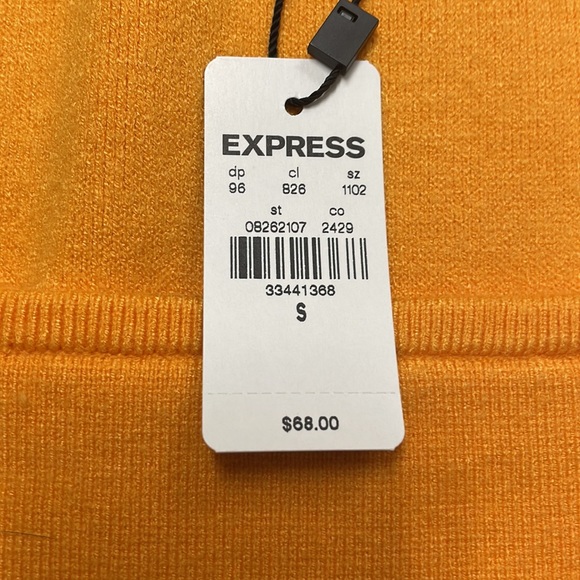 EXPRESS
dp cl sz
96 826 1102
st co
08262107 2429
33441368
S
$68.00